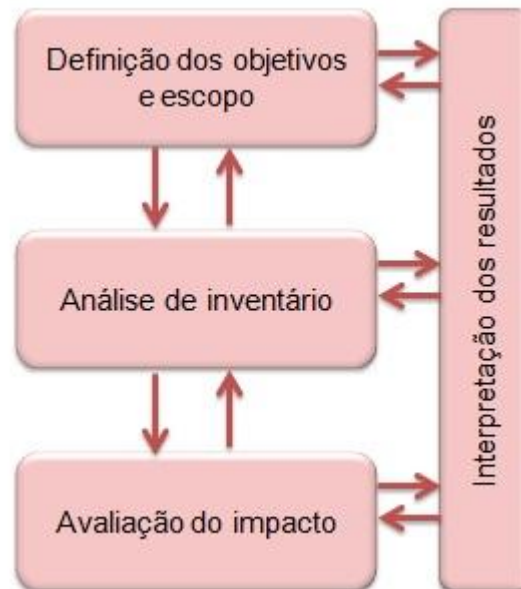 Definição dos objetivos
e escopo
Análise de inventário
Avaliação do impacto
Interpretação dos resultados